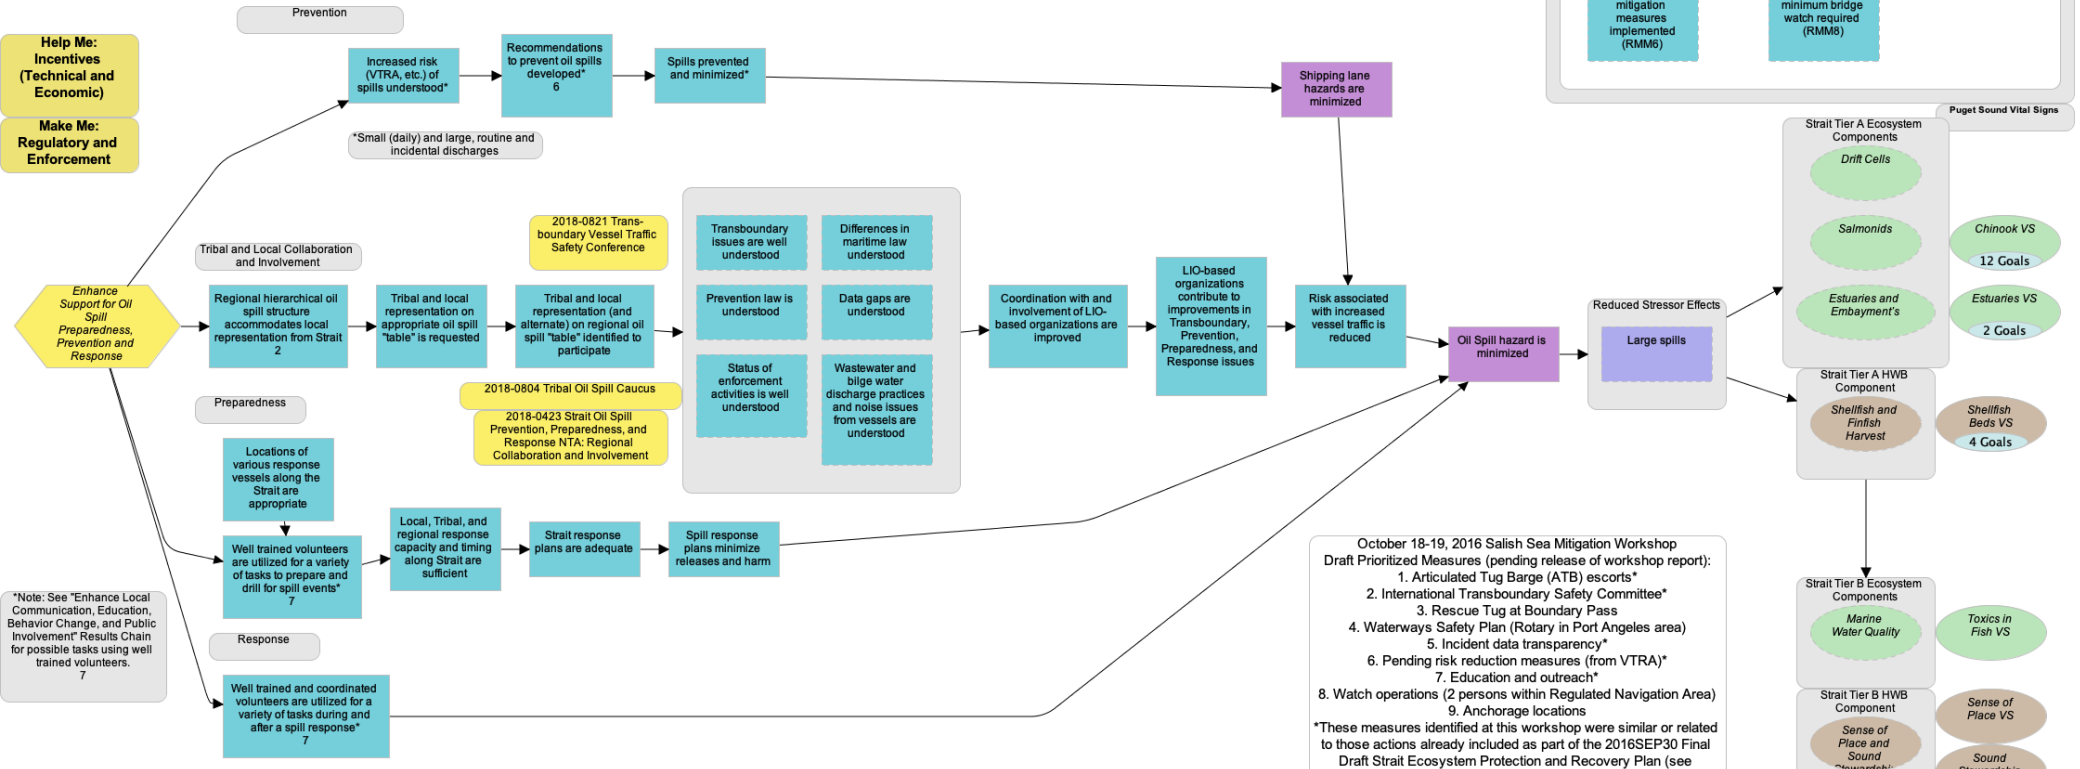 Prevention
Help Me:
Incentives
(Technical and
Economic)
Make Me:
Regulatory and
Enforcement
Increased risk
(VTRA, etc.) of
spills understood*
Recommendations
to prevent oil spills
developed*
6
Spills prevented
and minimized*
*Small (daily) and large, routine and
incidental discharges
Shipping lane
hazards are
minimized
mitigation
measures
implemented
(RMM6)
minimum bridge
watch required
(RMM8)
Puget Sound Vital Signs
Tribal and Local Collaboration
and Involvement
Enhance
Support for Oil
Spill
Preparedness,
Prevention and
Response
Regional hierarchical oil
spill structure
accommodates local
representation from Strait
2
Tribal and local
representation on
appropriate oil spill
"table" is requested
2018-0821 Trans-
boundary Vessel Traffic
Safety Conference
Tribal and local
representation (and
alternate) on regional oil
spill "table" identified to
participate
2018-0804 Tribal Oil Spill Caucus
2018-0423 Strait Oil Spill
Prevention, Preparedness, and
Response NTA: Regional
Collaboration and Involvement
Transboundary
issues are well
understood
Differences in
maritime law
understood
Prevention law is
understood
Data gaps are
understood
Status of
enforcement
activities is well
understood
Wastewater and
bilge water
discharge practices
and noise issues
from vessels are
understood
Coordination with and
involvement of LIO-
based organizations are
improved
LIO-based
organizations
contribute to
improvements in
Transboundary,
Prevention,
Preparedness, and
Response issues
Risk associated
with increased
vessel traffic is
reduced
Oil Spill hazard is
minimized
Reduced Stressor Effects
Large spills
Strait Tier A Ecosystem
Components
Drift Cells
Salmonids
Estuaries and
Embayment's
Chinook VS
12 Goals
Estuaries VS
2 Goals
Strait Tier A HWB
Component
Shellfish and
Finfish
Harvest
Shellfish
Beds VS
4 Goals
Preparedness
Locations of
various response
vessels along the
Strait are
appropriate
Well trained volunteers
are utilized for a variety
of tasks to prepare and
drill for spill events*
7
Local, Tribal, and
regional response
capacity and timing
along Strait are
sufficient
Strait response
plans are adequate
Spill response
plans minimize
releases and harm
*Note: See "Enhance Local
Communication, Education,
Behavior Change, and Public
Involvement" Results Chain
for possible tasks using well
trained volunteers.
7
Response
Well trained and coordinated
volunteers are utilized for a
variety of tasks during and
after a spill response*
7
October 18-19, 2016 Salish Sea Mitigation Workshop
Draft Prioritized Measures (pending release of workshop report):
1. Articulated Tug Barge (ATB) escorts*
2. International Transboundary Safety Committee*
3. Rescue Tug at Boundary Pass
4. Waterways Safety Plan (Rotary in Port Angeles area)
5. Incident data transparency*
6. Pending risk reduction measures (from VTRA)*
7. Education and outreach*
8. Watch operations (2 persons within Regulated Navigation Area)
9. Anchorage locations
*These measures identified at this workshop were similar or related
to those actions already included as part of the 2016SEP30 Final
Draft Strait Ecosystem Protection and Recovery Plan (see
Strait Tier B Ecosystem
Components
Marine
Water Quality
Toxics in
Fish VS
Strait Tier B HWB
Component
Sense of
Place and
Sound
Sense of
Place VS
Sound